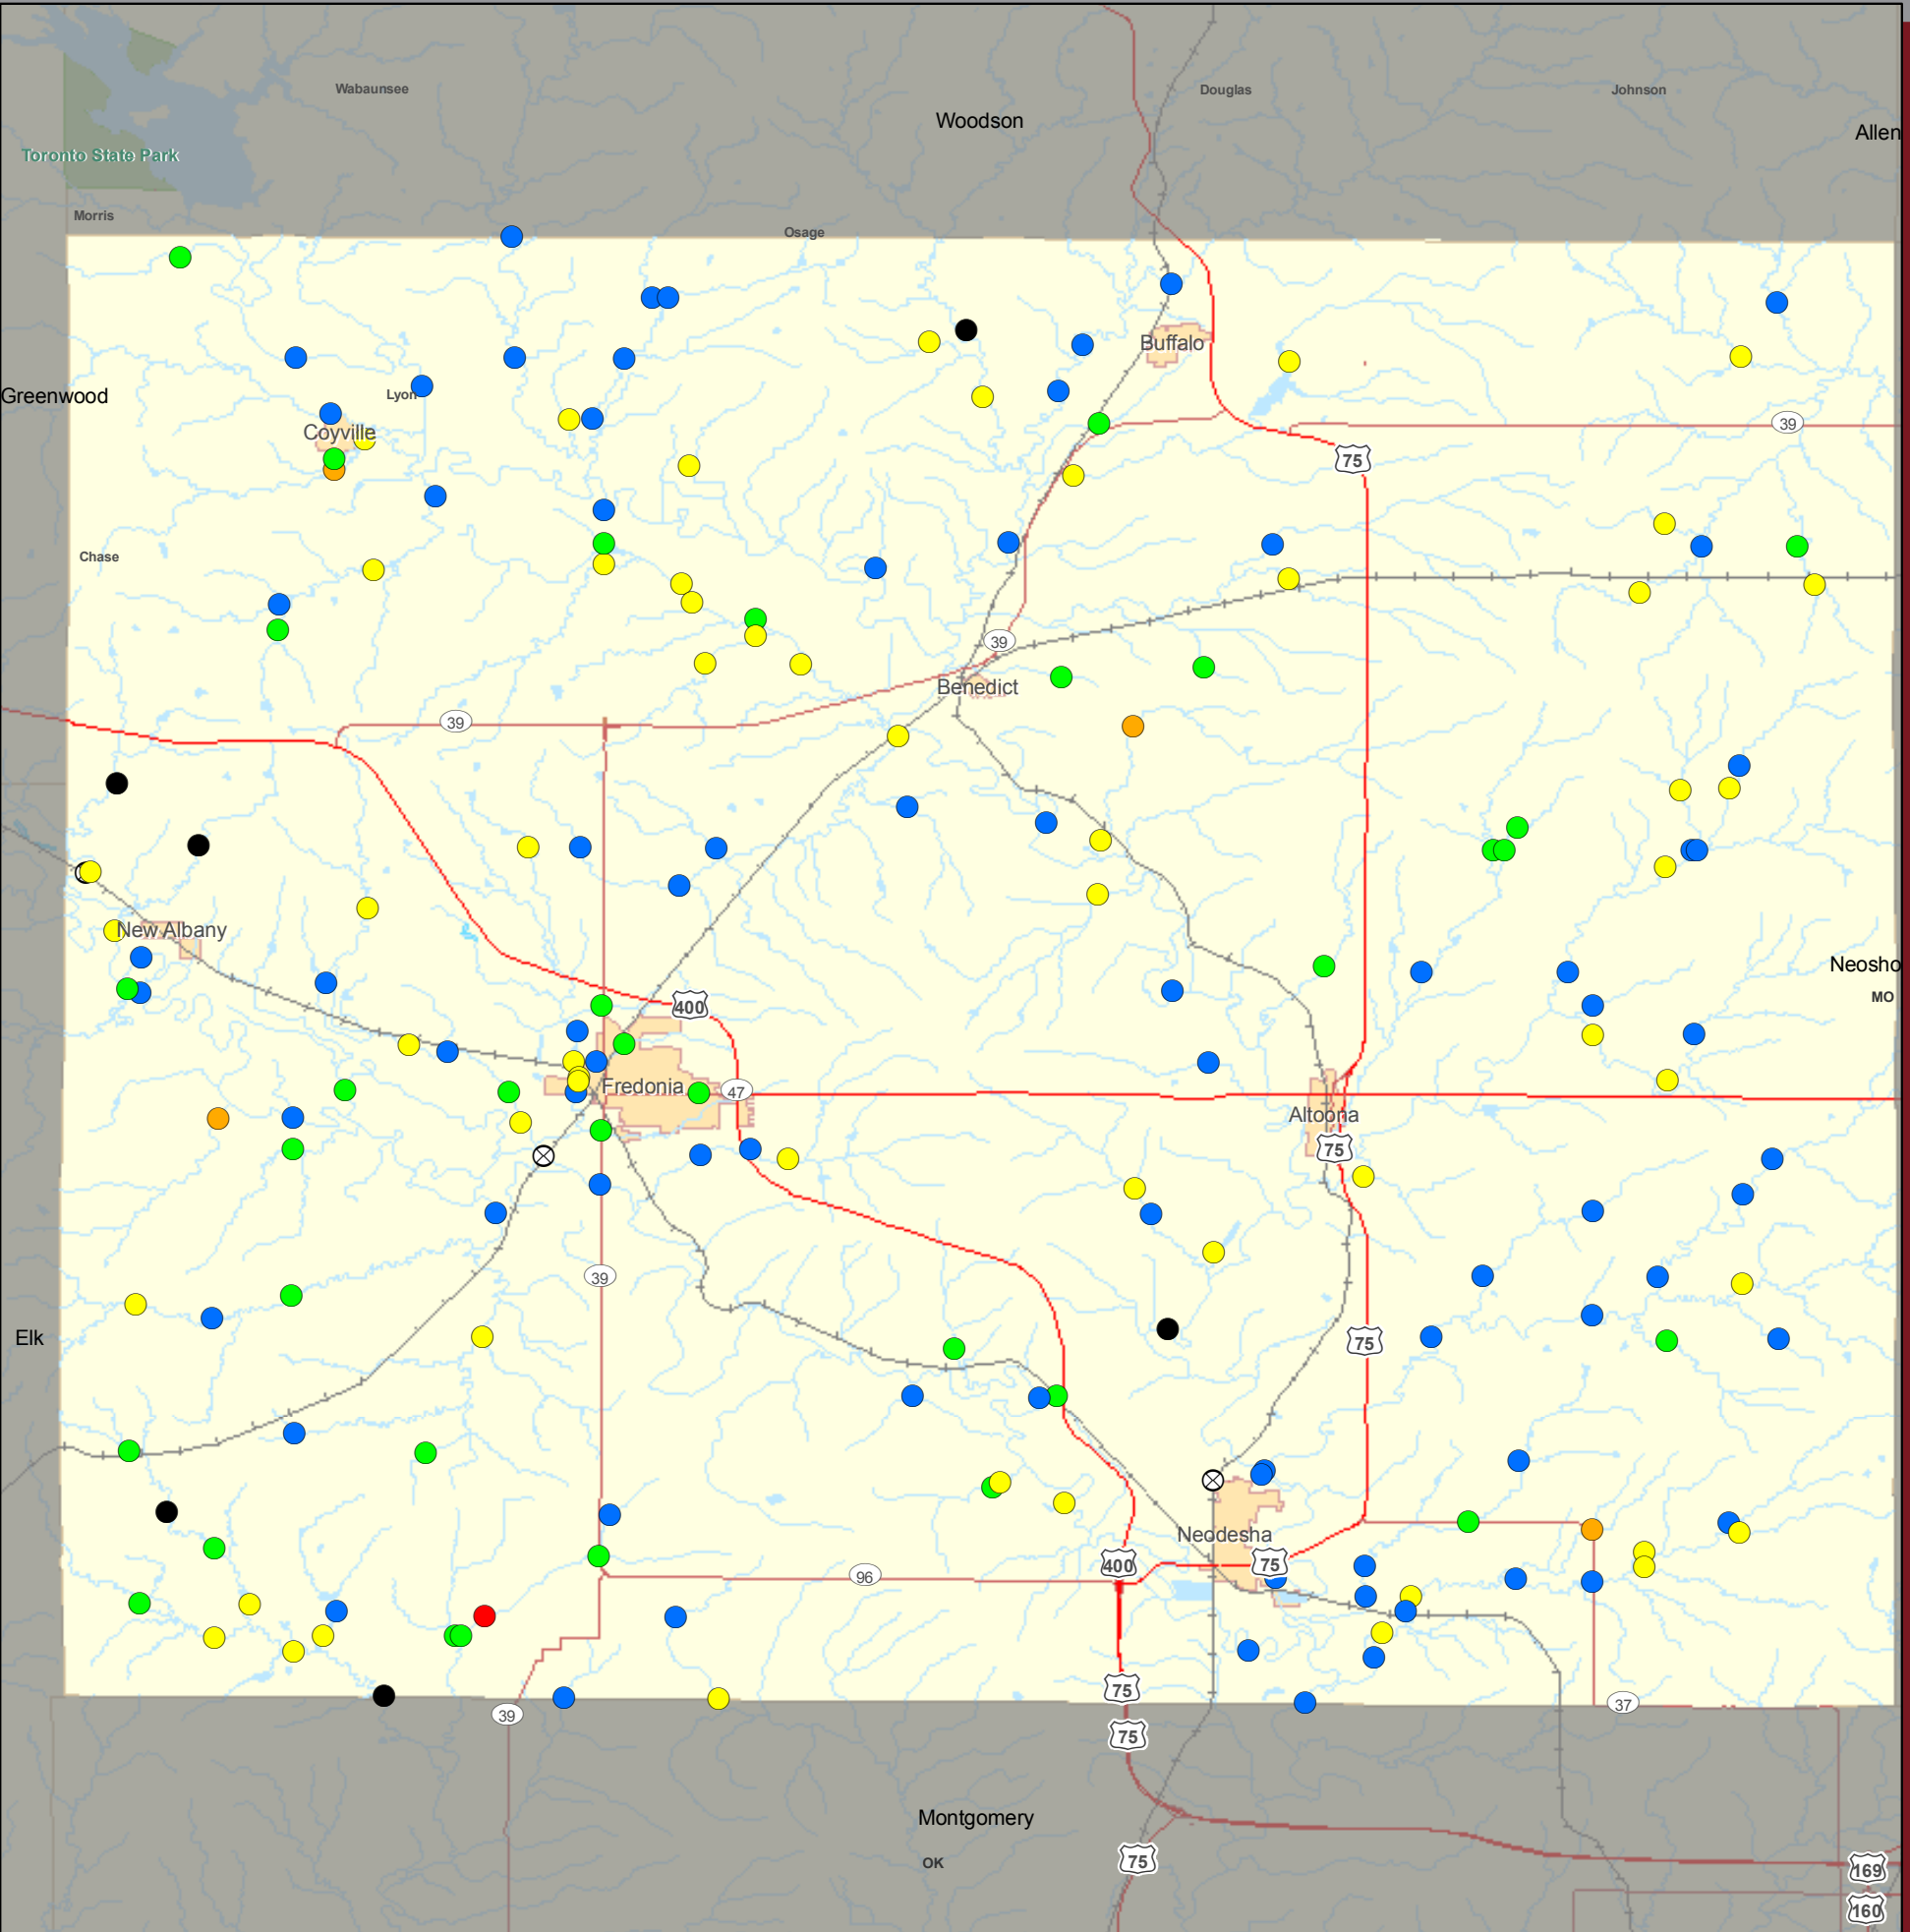 Wabaunsee
Douglas
Johnson
Woodson
Allen
Toronto State Park
Morris
Osage
Buffalo
Greenwood
Lyon
39
Coyville
75
Chase
39
Benedict
39
New Albany
Neosho
MO
400
Fredonia
47
Altoona
75
39
Elk
75
Neodesha
400
75
96
75
39
37
75
Montgomery
75
OK
169
160